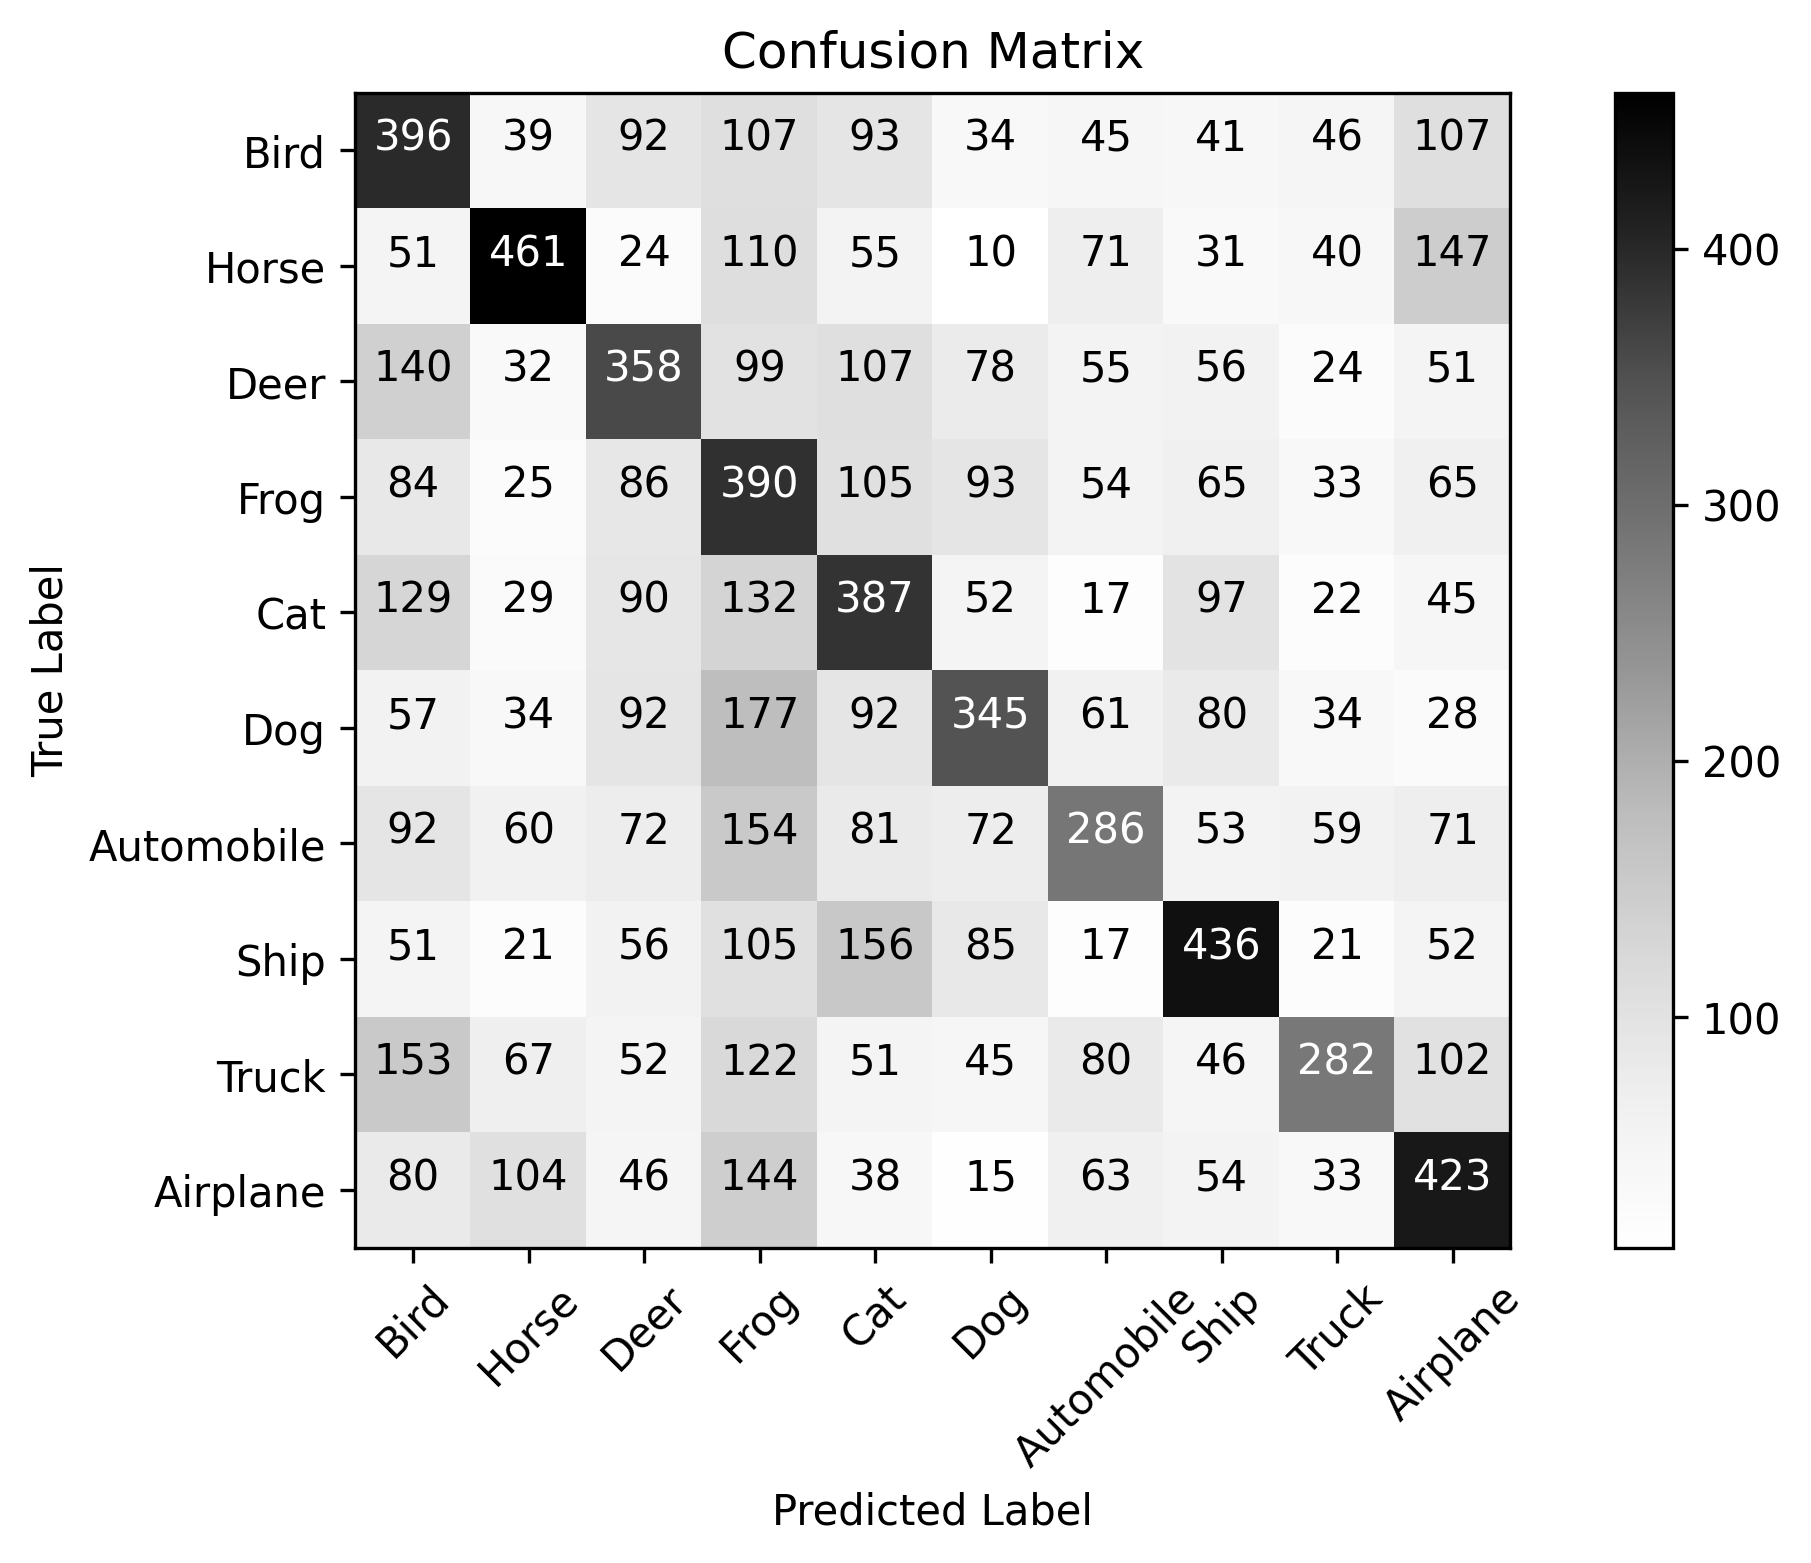 Confusion Matrix
Bird 396 39 92 107 93 34 45 41 46 107
Horse 51 461 24 110 55 10 71 31 40 147
Deer 140 32 358 99 107 78 55 56 24 51
Frog 84 25 86 390 105 93 54 65 33 65
Cat 129 29 90 132 387 52 17 97 22 45
Dog 57 34 92 177 92 345 61 80 34 28
Automobile 92 60 72 154 81 72 286 53 59 71
Ship 51 21 56 105 156 85 17 436 21 52
Truck 153 67 52 122 51 45 80 46 282 102
Airplane 80 104 46 144 38 15 63 54 33 423
Bird Horse Deer Frog Cat Dog Automobile Ship Truck Airplane
Predicted Label
True Label
400
300
200
100